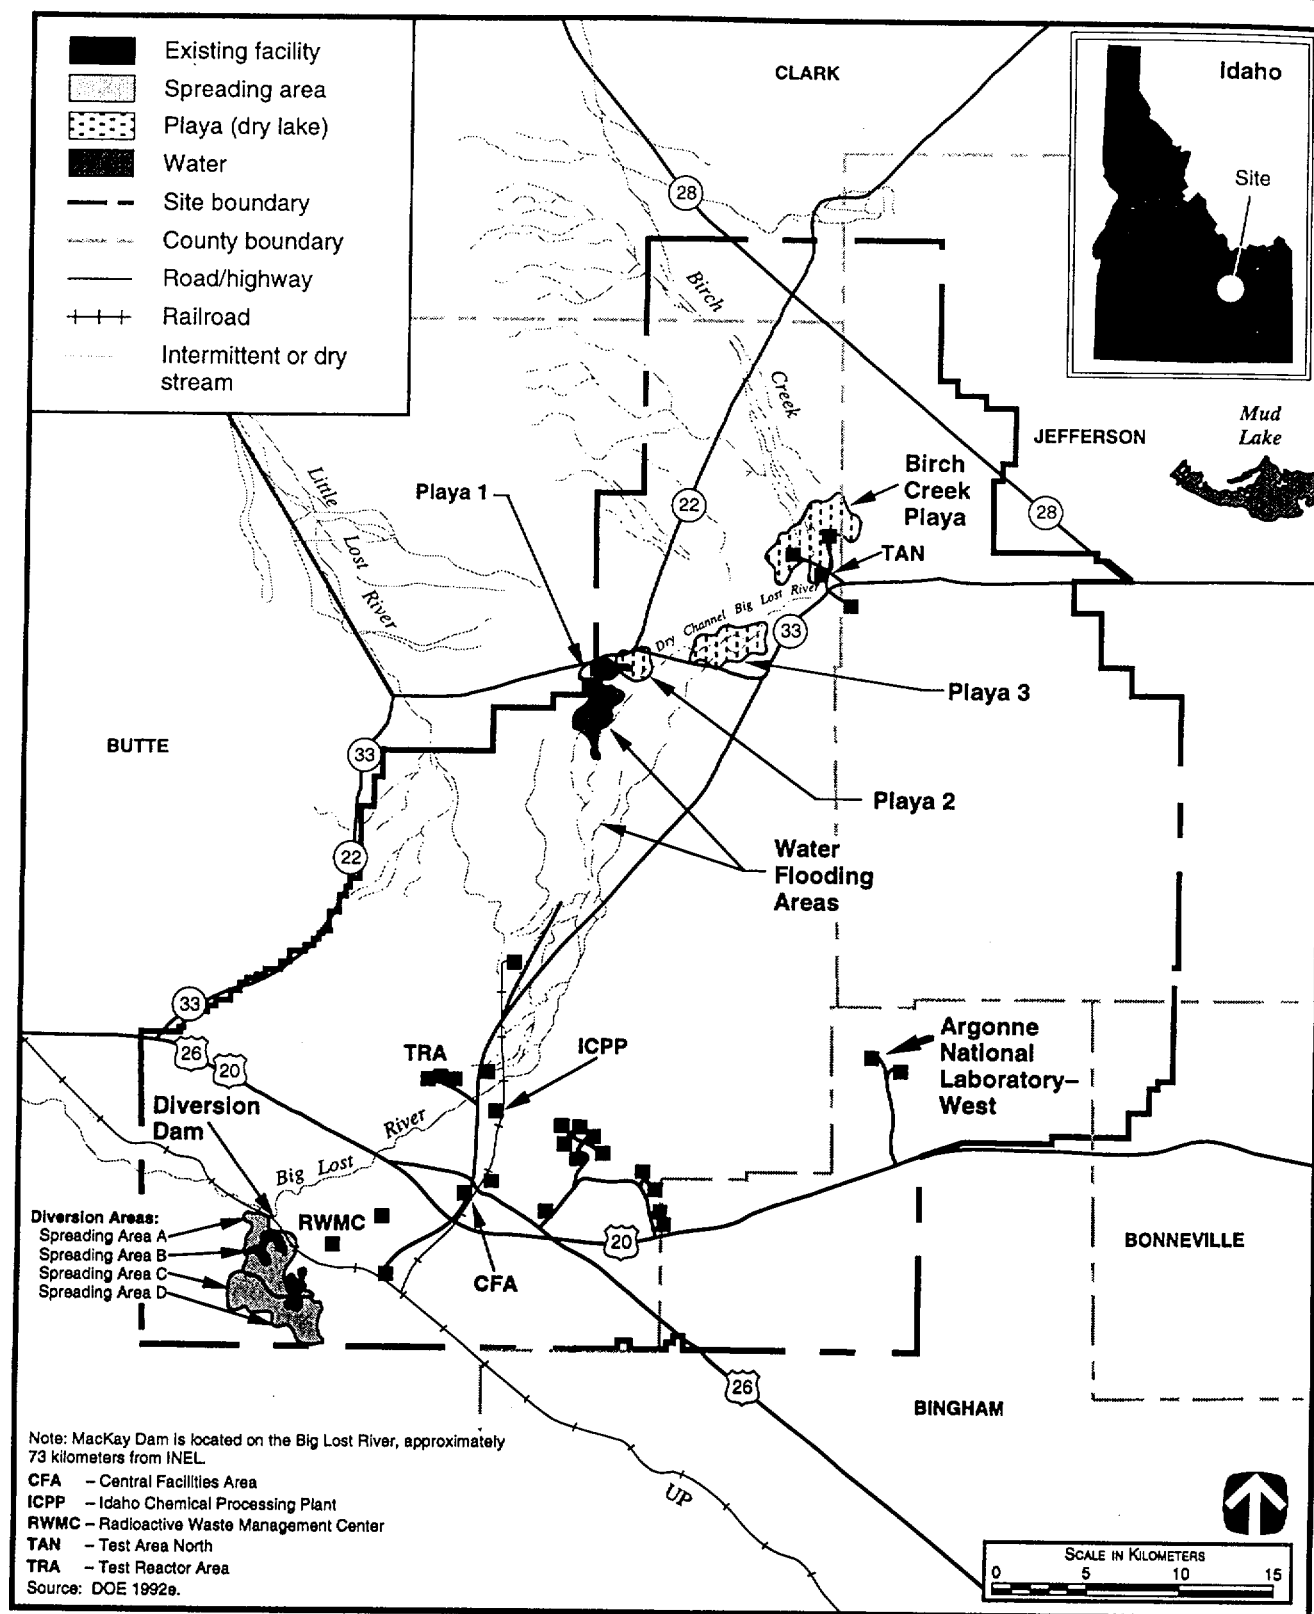 Existing facility
Spreading area
Playa (dry lake)
Water
Site boundary
County boundary
Road/highway
Railroad
Intermittent or dry
stream
CLARK
Idaho
Site
28
Birch
Creek
Mud
Lake
JEFFERSON
Little
Lost
River
Playa 1
22
Birch
Creek
Playa
28
TAN
Dry Channel Big Lost River
33
Playa 3
BUTTE
33
Playa 2
22
Water
Flooding
Areas
33
26
20
TRA
ICPP
Argonne
National
Laboratory–
West
Diversion
Dam
Big Lost River
Diversion Areas:
Spreading Area A
Spreading Area B
Spreading Area C
Spreading Area D
RWMC
CFA
20
BONNEVILLE
26
BINGHAM
UP
Note: MacKay Dam is located on the Big Lost River, approximately
73 kilometers from INEL.
CFA – Central Facilities Area
ICPP – Idaho Chemical Processing Plant
RWMC – Radioactive Waste Management Center
TAN – Test Area North
TRA – Test Reactor Area
Source: DOE 1992e.
SCALE IN KILOMETERS
0 5 10 15